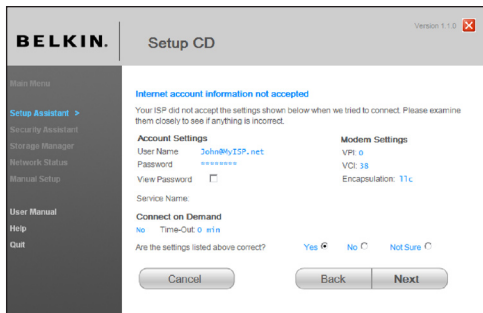 Version 1.1.0
BELKIN.
Setup CD
Main Menu
Setup Assistant >
Security Assistant
Storage Manager
Network Status
Manual Setup
User Manual
Help
Quit
Internet account information not accepted
Your ISP did not accept the settings shown below when we tried to connect. Please examine
them closely to see if anything is incorrect.
Account Settings
User Name John@MyISP.net
Password ********
View Password
Service Name:
Connect on Demand
No Time-Out: 0 min
Modem Settings
VPI: 0
VCI: 38
Encapsulation: llc
Are the settings listed above correct? Yes No Not Sure
Cancel Back Next